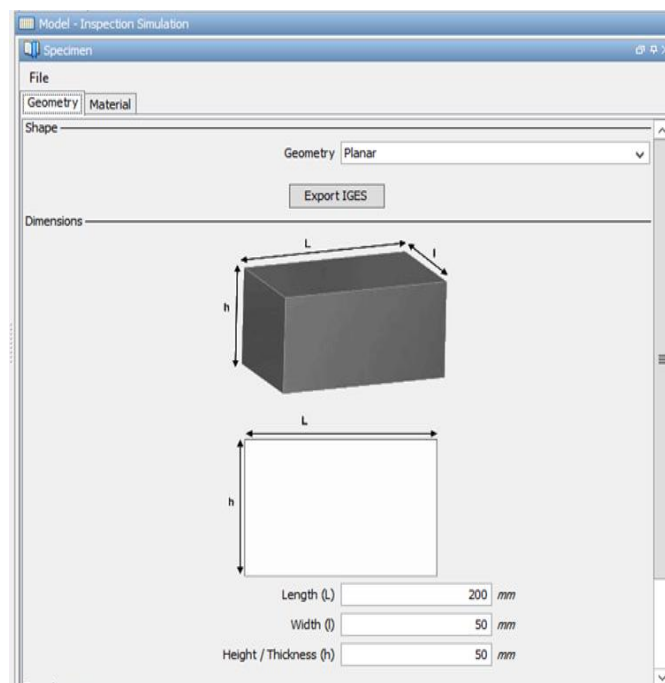 Model - Inspection Simulation
Specimen
File
Geometry Material
Shape
Geometry Planar
Export IGES
Dimensions
L
l
h
L
h
Length (L) 200 mm
Width (l) 50 mm
Height / Thickness (h) 50 mm